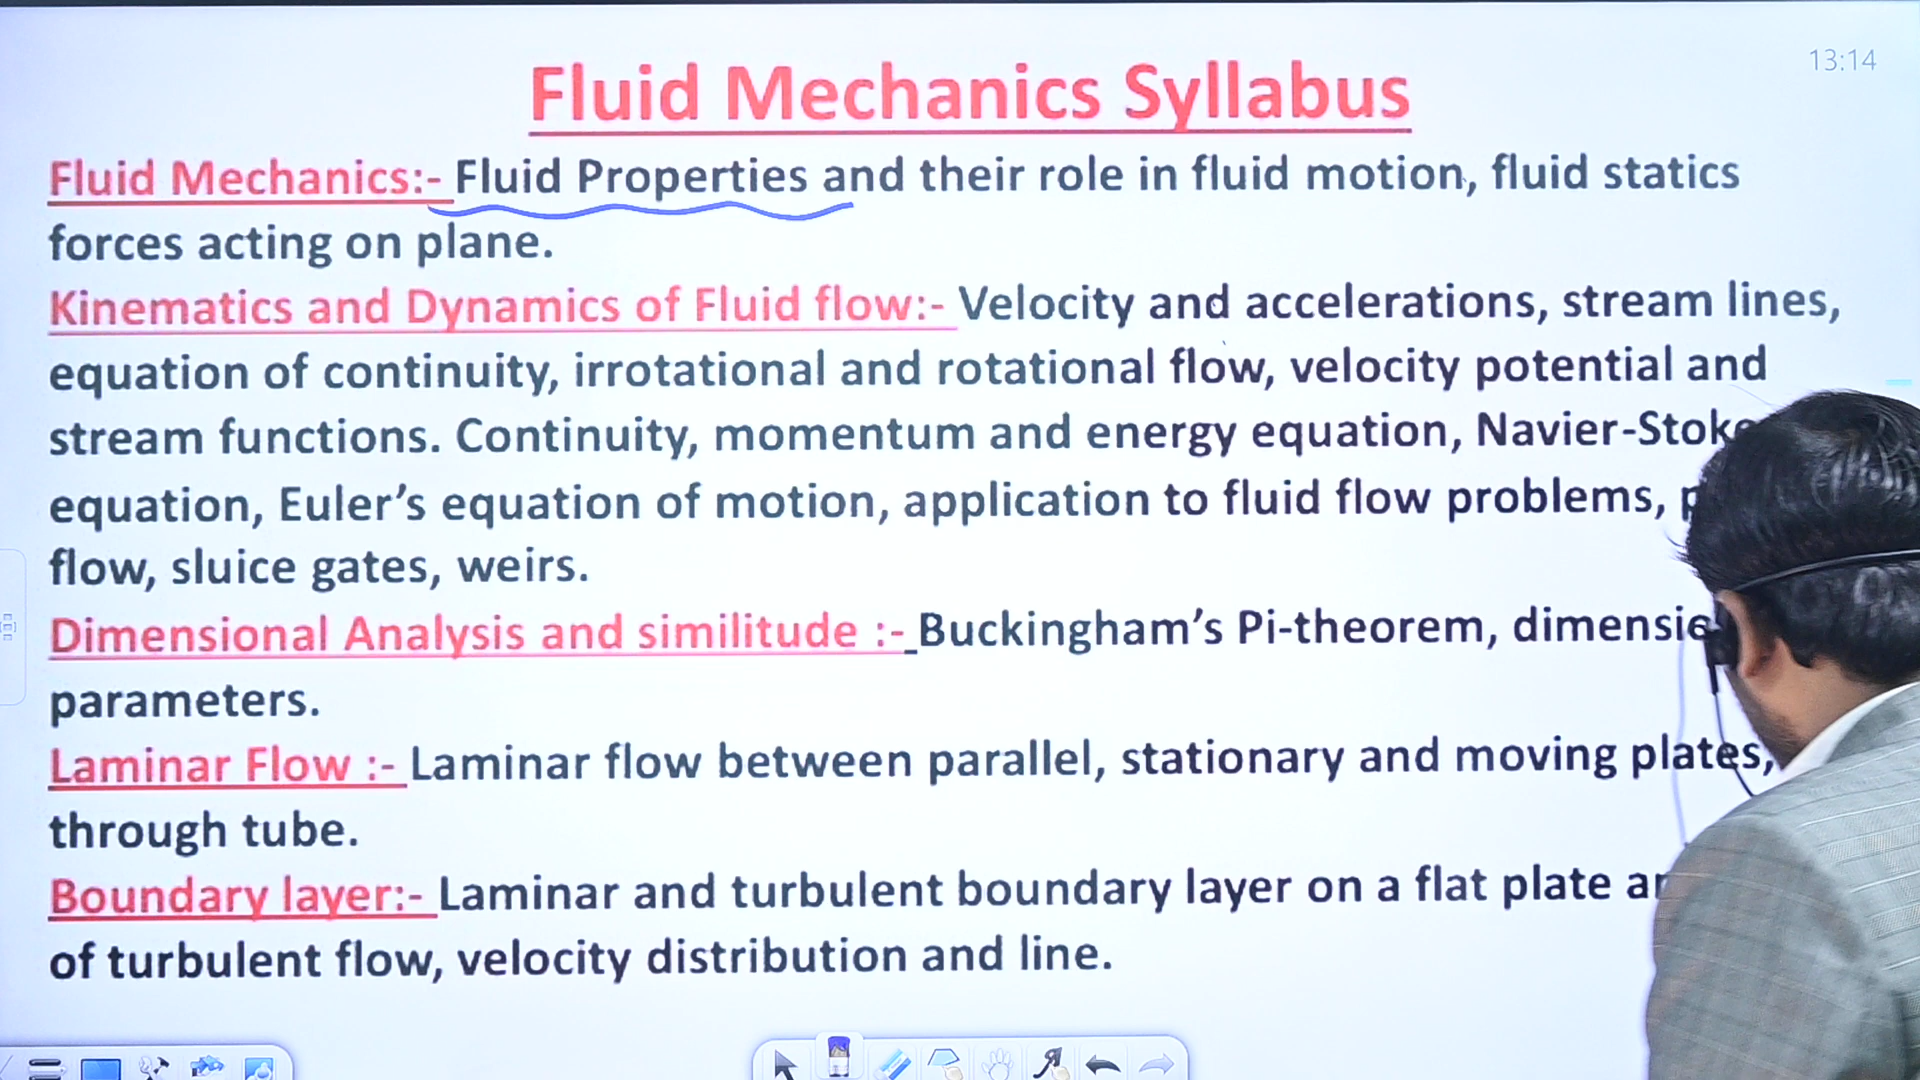 13:14
Fluid Mechanics Syllabus
Fluid Mechanics:- Fluid Properties and their role in fluid motion, fluid statics
forces acting on plane.
Kinematics and Dynamics of Fluid flow:- Velocity and accelerations, stream lines,
equation of continuity, irrotational and rotational flow, velocity potential and
stream functions. Continuity, momentum and energy equation,
equation, Euler’s equation of motion, application to fluid flow problems,
flow, sluice gates, weirs.
Dimensional Analysis and similitude :- Buckingham’s Pi-theorem,
parameters.
Laminar Flow :- Laminar flow between parallel, stationary and moving plates,
through tube.
Boundary layer:- Laminar and turbulent boundary layer on a flat plate
of turbulent flow, velocity distribution and line.